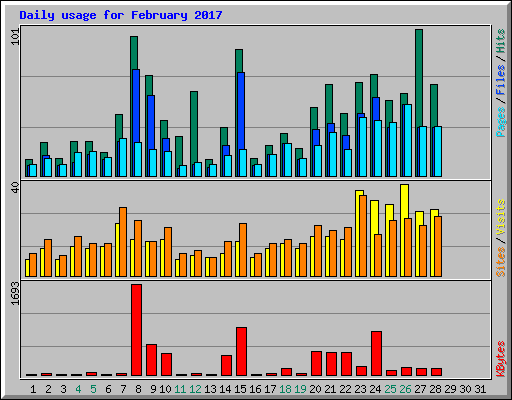 Daily usage for February 2017
101
Pages / Files / Hits
40
Sites / Visits
1693
KBytes
1 2 3 4 5 6 7 8 9 10 11 12 13 14 15 16 17 18 19 20 21 22 23 24 25 26 27 28 29 30 31